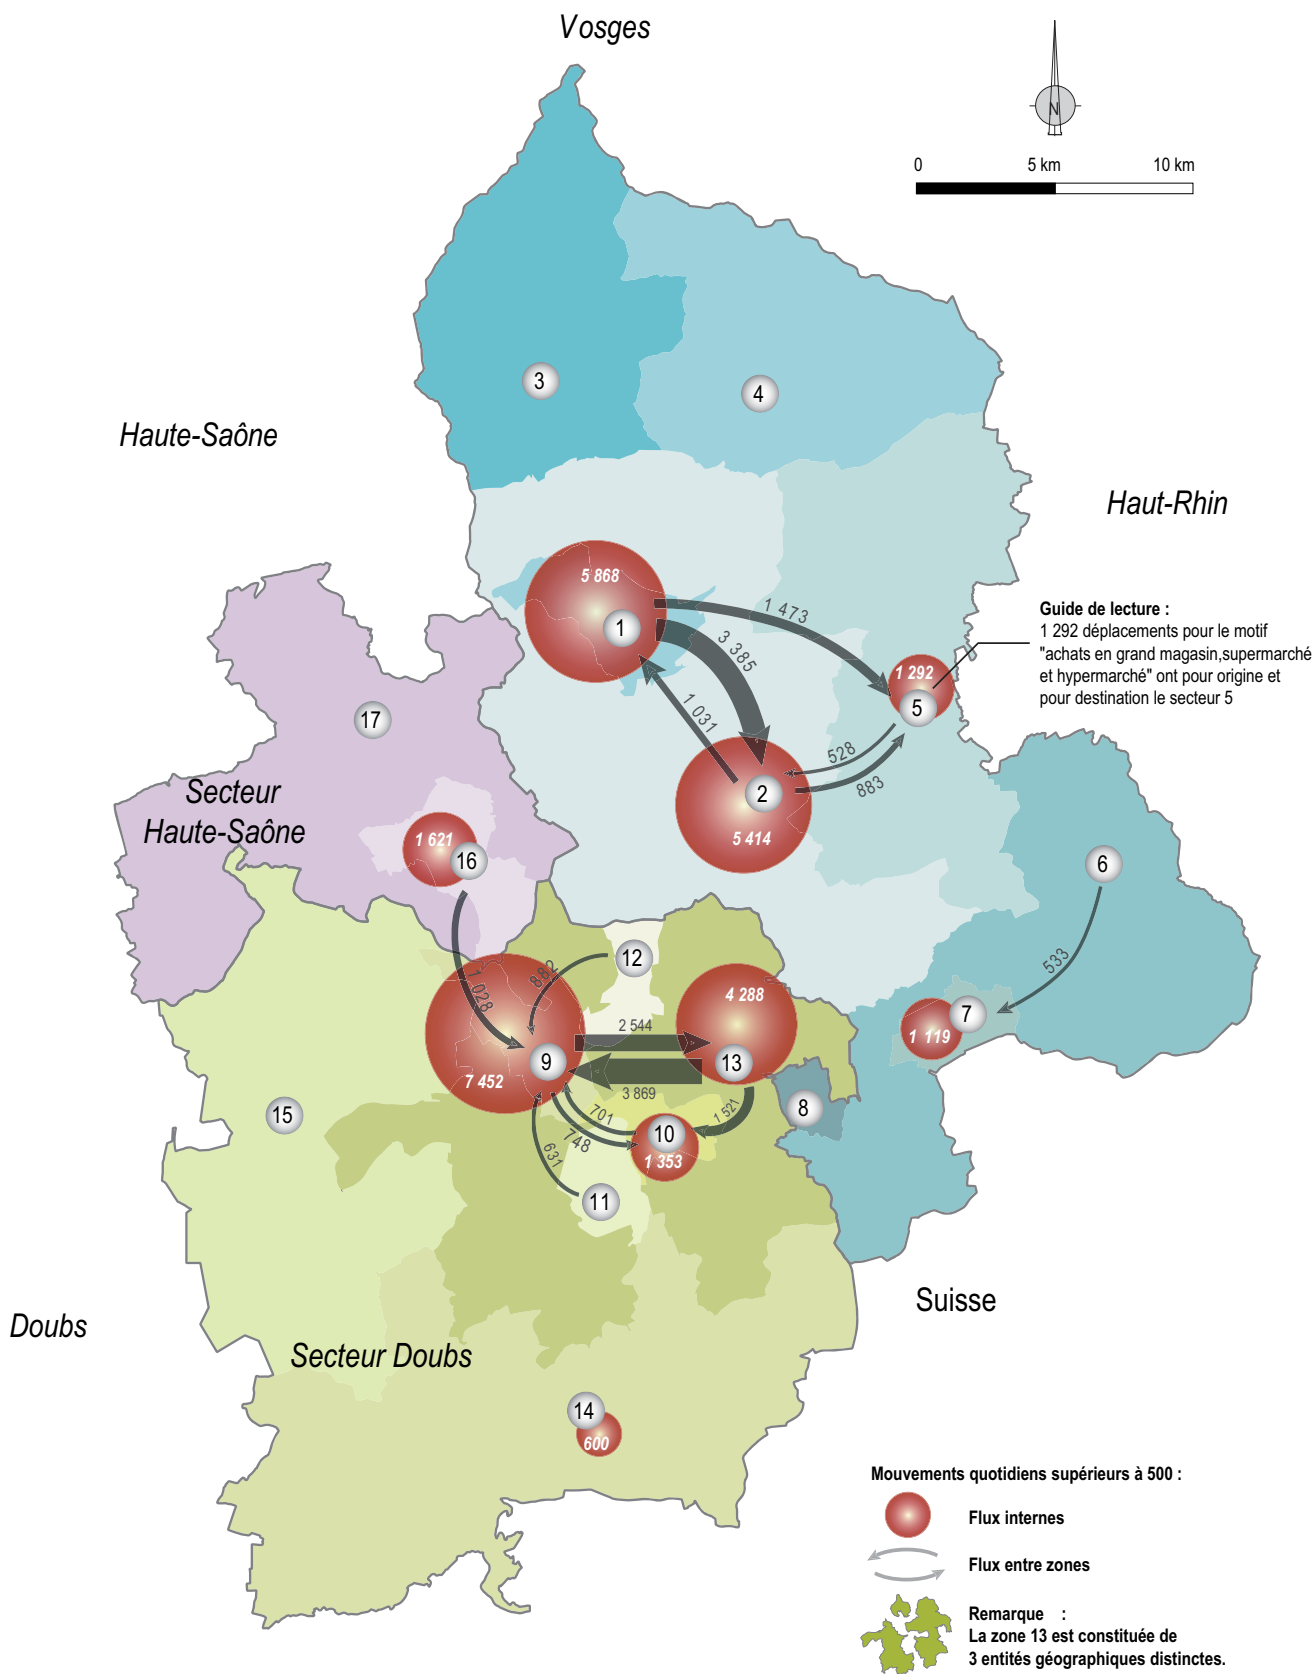 Vosges
N
0 5 km 10 km
3
4
Haute-Saône
Haut-Rhin
5 868
1
1 473
3 385
1 031
Guide de lecture :
1 292 déplacements pour le motif
"achats en grand magasin,supermarché
et hypermarché" ont pour origine et
pour destination le secteur 5
1 292
5
17
528
883
2
5 414
Secteur
Haute-Saône
1 621
16
6
12
882
1 028
533
4 288
2 544
7
1 119
9
13
7 452
3 869
15
701
748
1 521
8
10
1 353
631
11
Suisse
Doubs
Secteur Doubs
14
600
Mouvements quotidiens supérieurs à 500 :
Flux internes
Flux entre zones
Remarque :
La zone 13 est constituée de
3 entités géographiques distinctes.